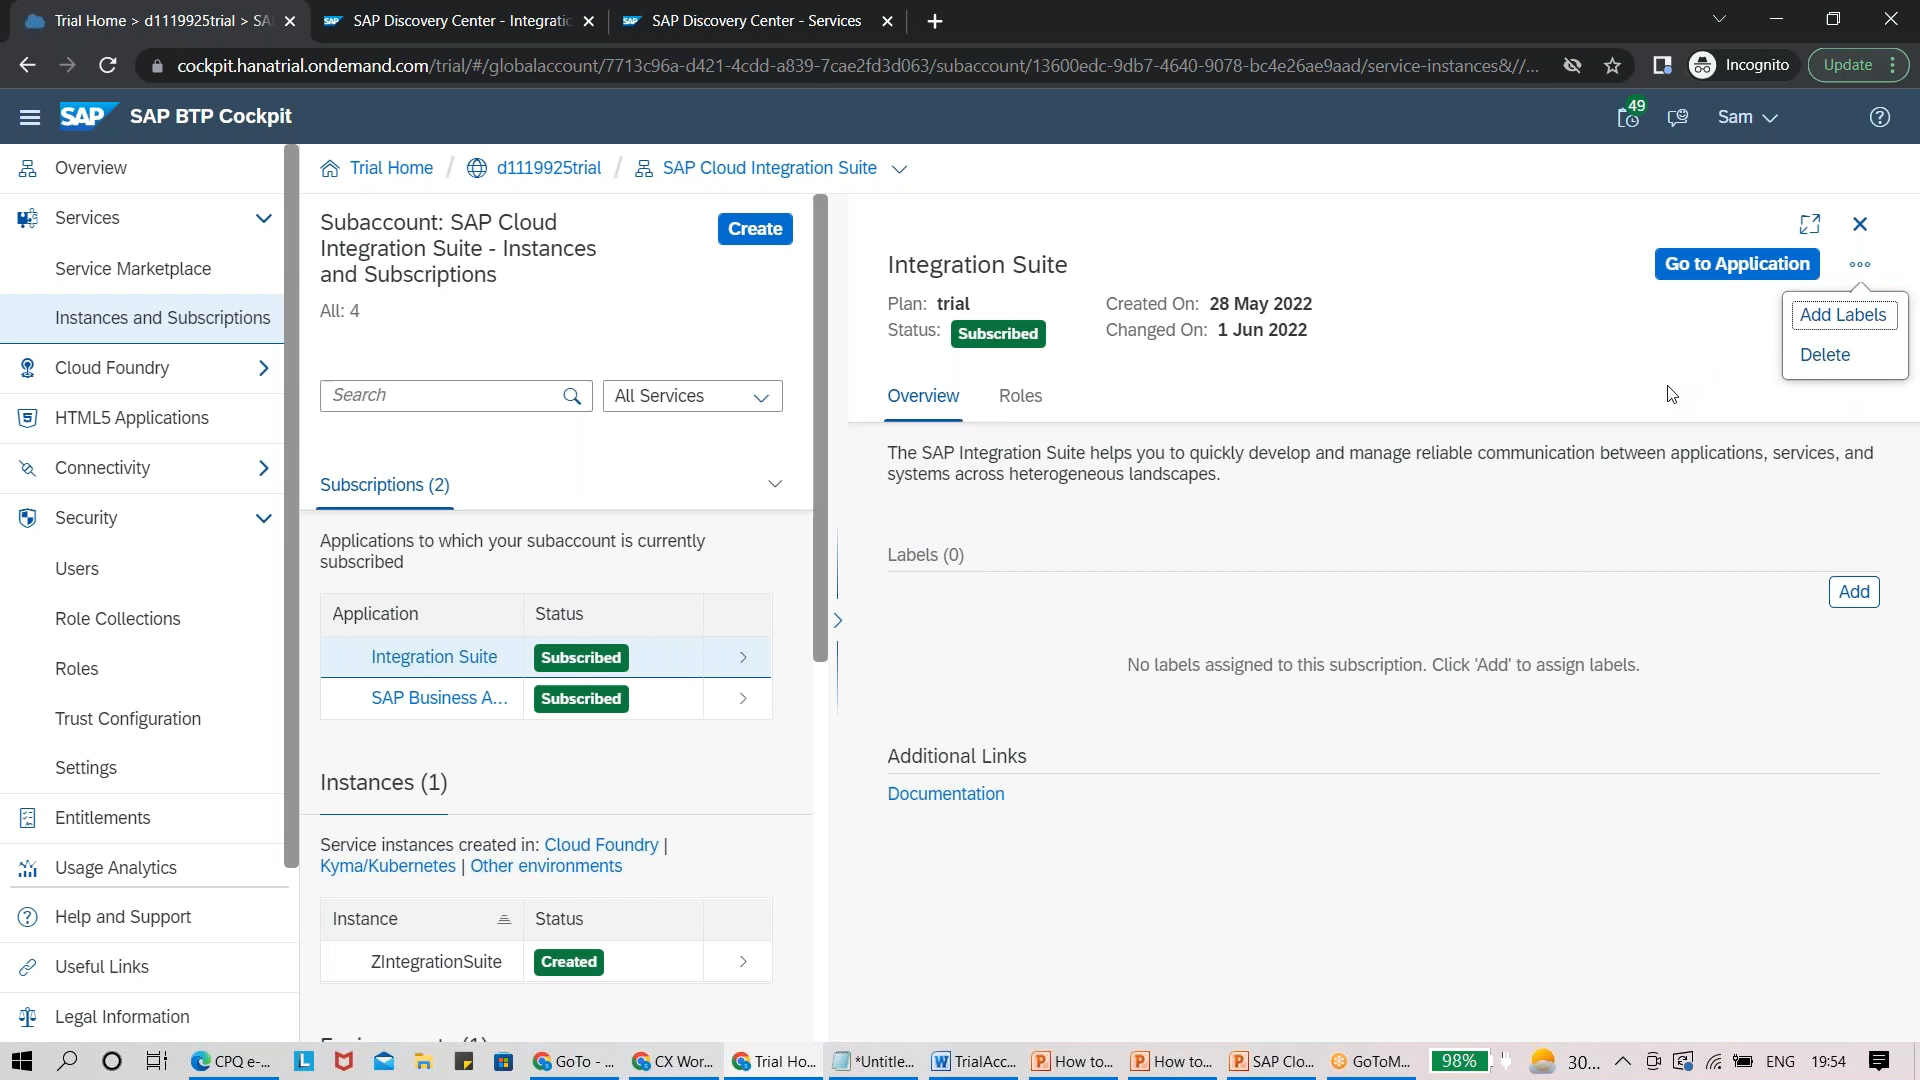 Trial Home > d1119925trial > SA
SAP Discovery Center - Integratio
SAP Discovery Center - Services
cockpit.hanatrial.ondemand.com/trial/#/globalaccount/7713c96a-d421-4cdd-a839-7cae2fd3d063/subaccount/13600edc-9db7-4640-9078-bc4e26ae9aad/service-instances&//...
Incognito
Update
SAP
SAP BTP Cockpit
49
Sam
Overview
Services
Service Marketplace
Instances and Subscriptions
Cloud Foundry
HTML5 Applications
Connectivity
Security
Users
Role Collections
Roles
Trust Configuration
Settings
Entitlements
Usage Analytics
Help and Support
Useful Links
Legal Information
Trial Home / d1119925trial / SAP Cloud Integration Suite
Subaccount: SAP Cloud
Integration Suite - Instances
and Subscriptions
Create
All: 4
Search
All Services
Subscriptions (2)
Applications to which your subaccount is currently
subscribed
Application Status
Integration Suite Subscribed
SAP Business A... Subscribed
Instances (1)
Service instances created in: Cloud Foundry |
Kyma/Kubernetes | Other environments
Instance Status
ZIntegrationSuite Created
Integration Suite
Go to Application
Plan: trial
Created On: 28 May 2022
Status: Subscribed
Changed On: 1 Jun 2022
Add Labels
Delete
Overview
Roles
The SAP Integration Suite helps you to quickly develop and manage reliable communication between applications, services, and
systems across heterogeneous landscapes.
Labels (0)
Add
No labels assigned to this subscription. Click 'Add' to assign labels.
Additional Links
Documentation
CPQ e-...
GoTo - ...
CX Wor...
Trial Ho...
*Untitle...
TrialAcc...
How to...
How to...
SAP Clo...
GoToM...
98%
30...
ENG
19:54